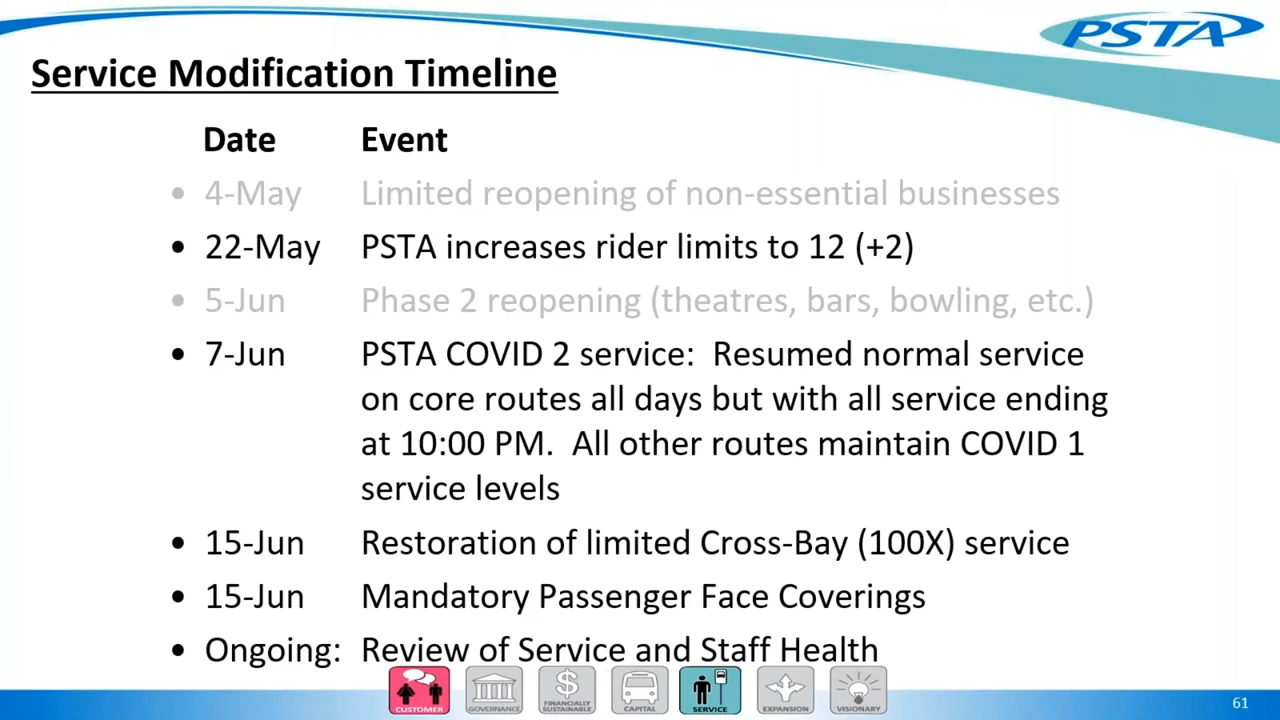 PSTA
Service Modification Timeline
Date Event
• 4-May Limited reopening of non-essential businesses
• 22-May PSTA increases rider limits to 12 (+2)
• 5-Jun Phase 2 reopening (theatres, bars, bowling, etc.)
• 7-Jun PSTA COVID 2 service:  Resumed normal service
on core routes all days but with all service ending
at 10:00 PM.  All other routes maintain COVID 1
service levels
• 15-Jun Restoration of limited Cross-Bay (100X) service
• 15-Jun Mandatory Passenger Face Coverings
• Ongoing: Review of Service and Staff Health
CUSTOMER GOVERNANCE FINANCIALLY SUSTAINABLE CAPITAL SERVICE EXPANSION VISIONARY
61